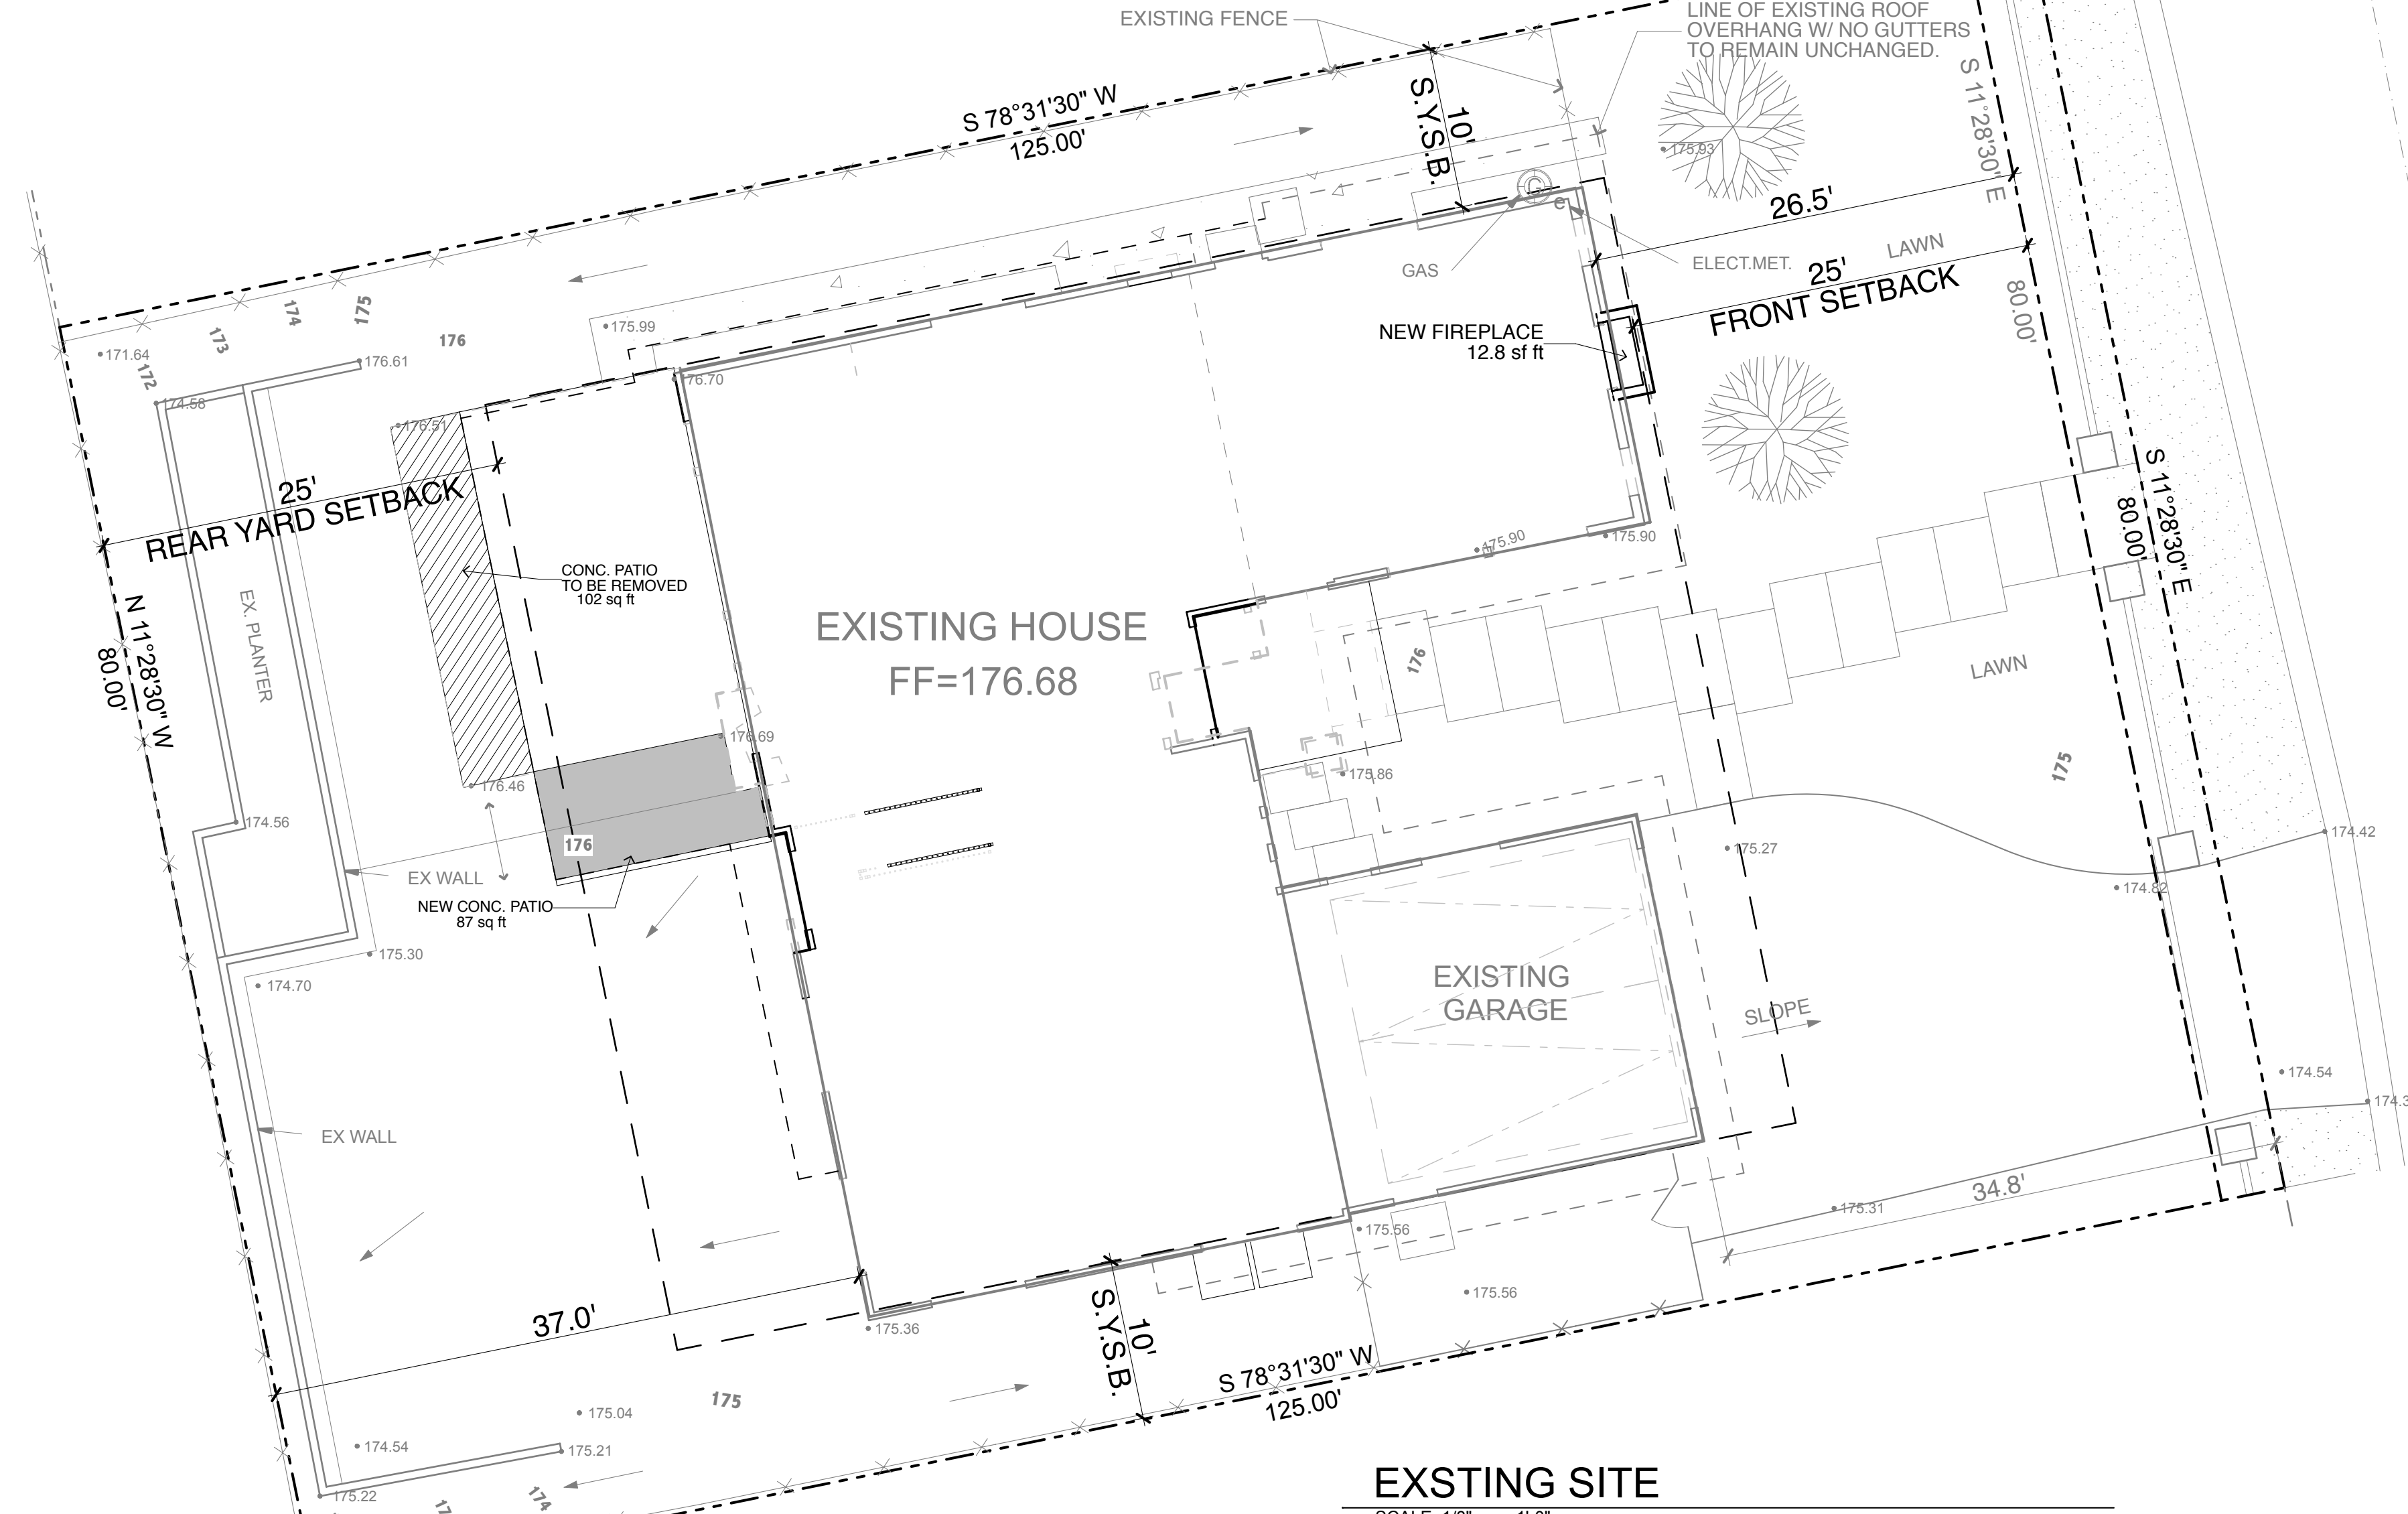 EXISTING FENCE
LINE OF EXISTING ROOF
OVERHANG W/ NO GUTTERS
TO REMAIN UNCHANGED.
S 78°31'30" W
125.00'
10'
S.Y.S.B.
S 11°28'30" E
80.00'
175.93
26.5'
LAWN
25'
FRONT SETBACK
GAS
G
e
ELECT.MET.
NEW FIREPLACE
12.8 sf ft
171.64
172
173
174
175
176
175.99
176.61
174.58
176.70
176.51
25'
REAR YARD SETBACK
CONC. PATIO
TO BE REMOVED
102 sq ft
EX. PLANTER
N 11°28'30" W
80.00'
EXISTING HOUSE
FF=176.68
175.90
175.90
S 11°28'30" E
80.00'
176
LAWN
176.69
176.46
175.86
175
174.56
176
175.27
174.42
EX WALL
174.82
NEW CONC. PATIO
87 sq ft
175.30
174.70
EXISTING
GARAGE
SLOPE
174.54
174.3
EX WALL
34.8'
175.31
175.56
175.56
37.0'
175.36
10'
S.Y.S.B.
S 78°31'30" W
125.00'
175
175.04
174.54
175.21
175.22
17
174
EXSTING SITE